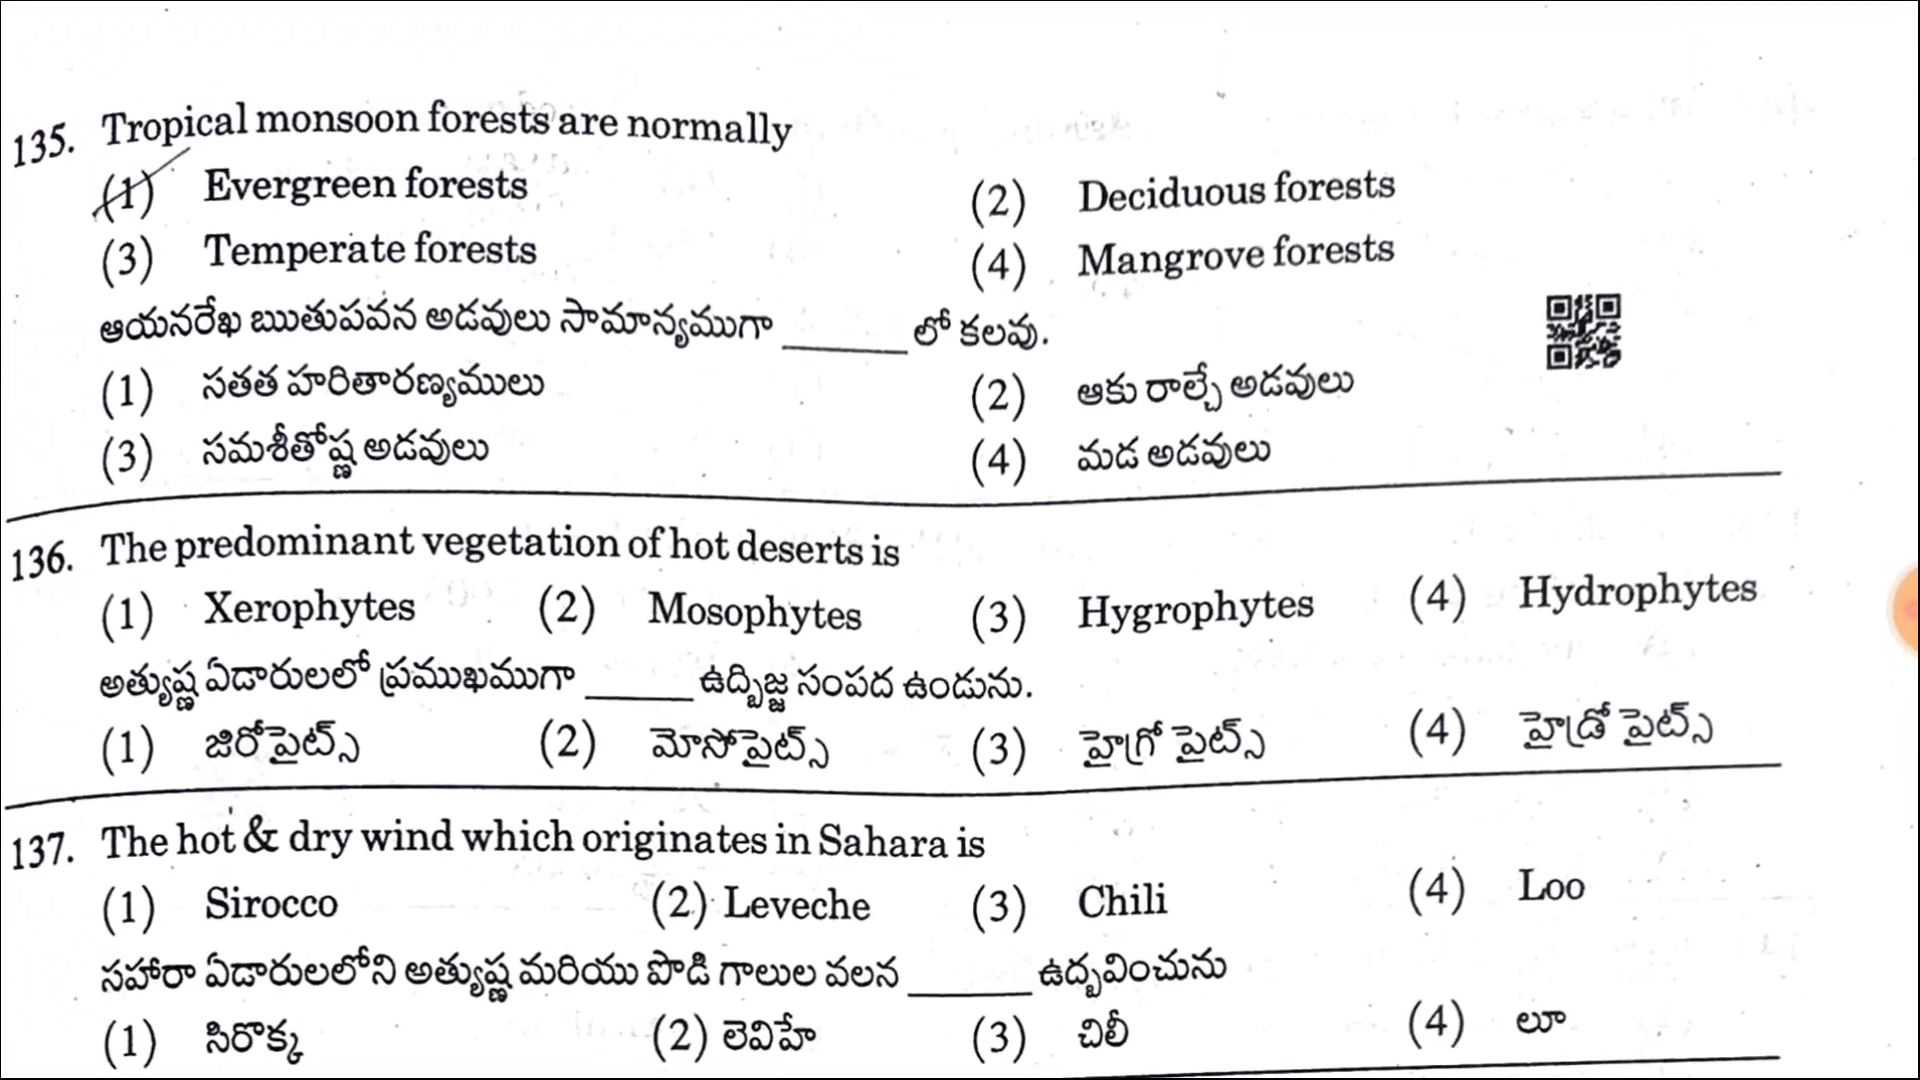 135. Tropical monsoon forests are normally
(1) Evergreen forests (2) Deciduous forests
(3) Temperate forests (4) Mangrove forests
ఆయనరేఖ ఋతుపవన అడవులు సామాన్యముగా ______ లో కలవు.
(1) సతత హరితారణ్యములు (2) ఆకు రాల్చే అడవులు
(3) సమశీతోష్ణ అడవులు (4) మడ అడవులు
136. The predominant vegetation of hot deserts is
(1) Xerophytes (2) Mosophytes (3) Hygrophytes (4) Hydrophytes
అత్యుష్ణ ఏడారులలో ప్రముఖముగా ______ ఉద్భిజ్జ సంపద ఉండును.
(1) జిరోపైట్స్ (2) మోసోపైట్స్ (3) హైగ్రో పైట్స్ (4) హైడ్రో పైట్స్
137. The hot & dry wind which originates in Sahara is
(1) Sirocco (2) Leveche (3) Chili (4) Loo
సహారా ఏడారులలోని అత్యుష్ణ మరియు పొడి గాలుల వలన ______ ఉద్భవించును
(1) సిరొక్క (2) లెవిహే (3) చిలీ (4) లూ